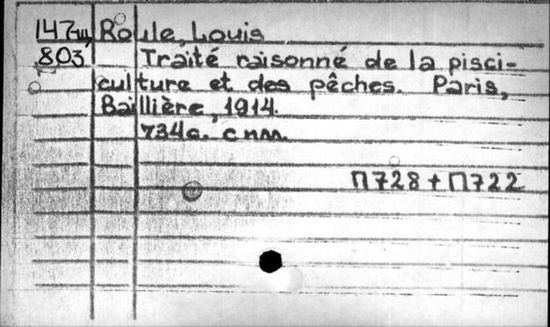 147-щ Roule, Louis
803 Traité raisonné de la pisci-
culture et des pêches. Paris,
Baillière, 1914.
734с. с илл.
П728 + П722